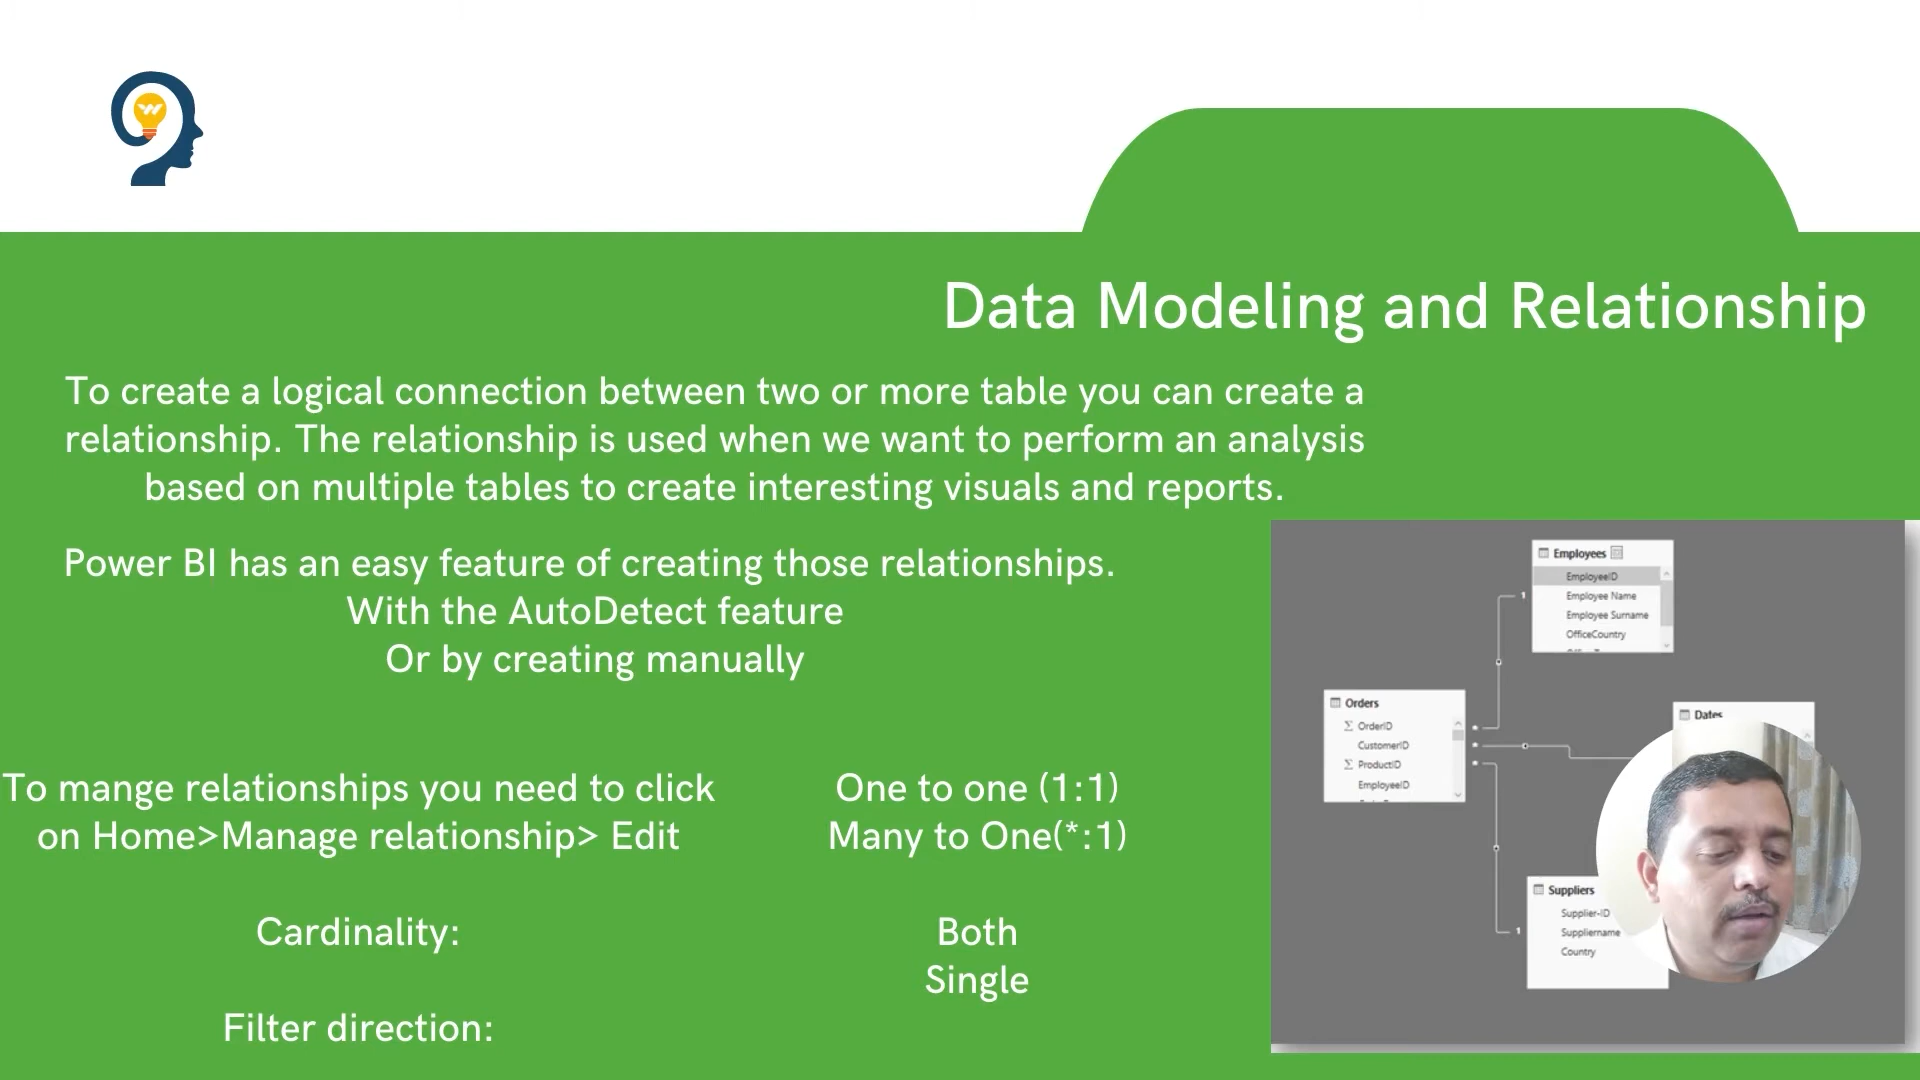 Data Modeling and Relationship
To create a logical connection between two or more table you can create a
relationship. The relationship is used when we want to perform an analysis
based on multiple tables to create interesting visuals and reports.
Power BI has an easy feature of creating those relationships.
With the AutoDetect feature
Or by creating manually
To mange relationships you need to click
on Home>Manage relationship> Edit
Cardinality:
Filter direction:
One to one (1:1)
Many to One(*:1)
Both
Single
Employees
EmployeeID
Employee Name
Employee Surname
OfficeCountry
1
Orders
Σ OrderID
CustomerID
Σ ProductID
EmployeeID
*
*
*
Dates
1
Suppliers
Supplier-ID
Suppliername
Country